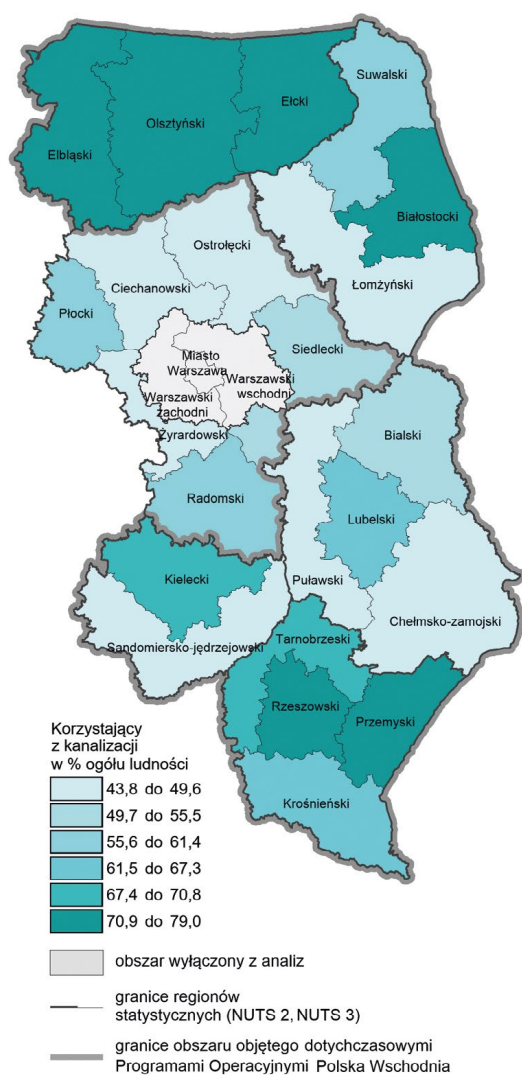 Suwalski
Ełcki
Olsztyński
Elbląski
Białostocki
Ostrołęcki
Łomżyński
Ciechanowski
Płocki
Siedlecki
Miasto
Warszawa
Warszawski
wschodni
Warszawski
zachodni
Żyrardowski
Bialski
Radomski
Lubelski
Kielecki
Puławski
Chełmsko-zamojski
Tarnobrzeski
Sandomiersko-jędrzejowski
Rzeszowski
Przemyski
Krośnieński
Korzystający
z kanalizacji
w % ogółu ludności
43,8 do 49,6
49,7 do 55,5
55,6 do 61,4
61,5 do 67,3
67,4 do 70,8
70,9 do 79,0
obszar wyłączony z analiz
granice regionów
statystycznych (NUTS 2, NUTS 3)
granice obszaru objętego dotychczasowymi
Programami Operacyjnymi Polska Wschodnia